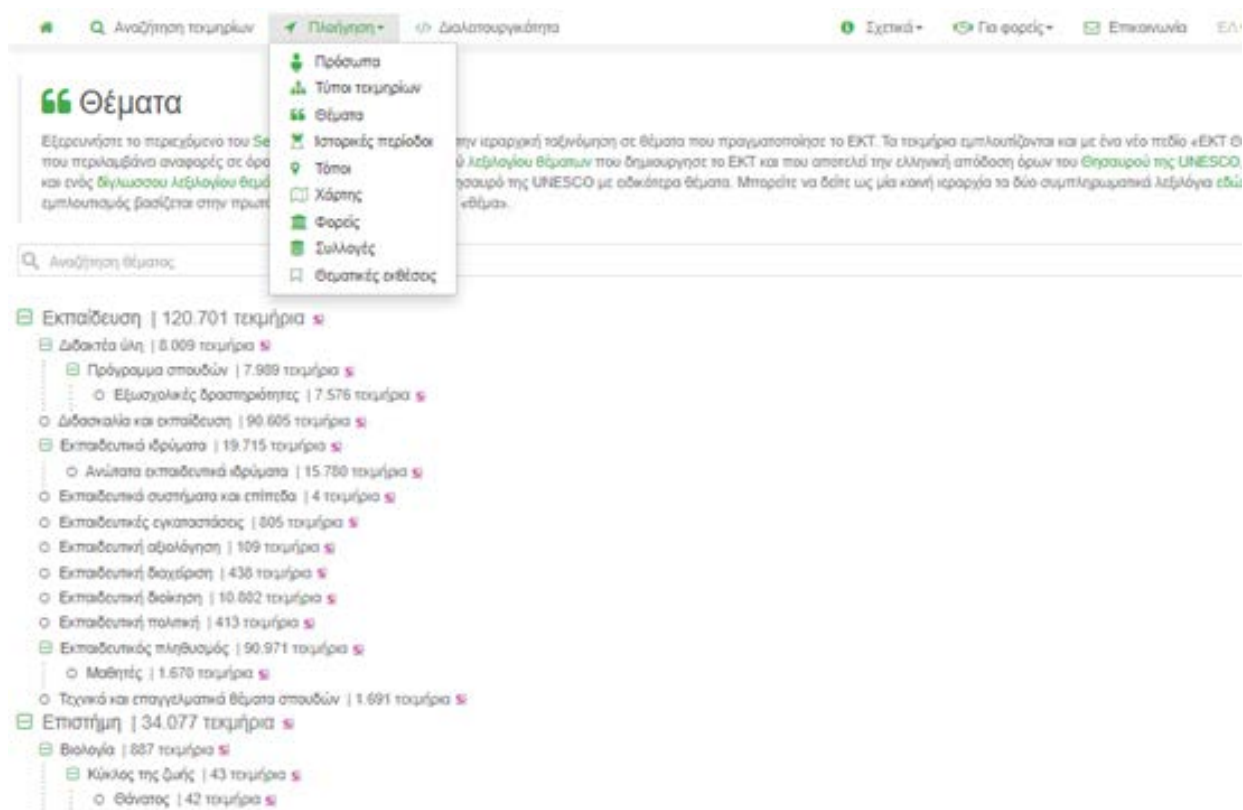 Αναζήτηση τεκμηρίων Πλοήγηση Διαλειτουργικότητα Σχετικά Για φορείς Επικοινωνία ΕΛ
Πρόσωπα
Τύποι τεκμηρίων
Θέματα
Ιστορικές περίοδοι
Τόποι
Χάρτης
Φορείς
Συλλογές
Θεματικές εκθέσεις
Θέματα
Εξερευνήστε το περιεχόμενο του Se την ιεραρχική ταξινόμηση σε θέματα που πραγματοποίησε το ΕΚΤ. Τα τεκμήρια εμπλουτίζονται και με ένα νέο πεδίο «ΕΚΤ Θ
που περιλαμβάνει αναφορές σε όρο ύ λεξιλογίου θεμάτων που δημιούργησε το ΕΚΤ και που αποτελεί την ελληνική απόδοση όρων του Θησαυρού της UNESCO,
και ενός δίγλωσσου λεξιλογίου θεμά ησαυρό της UNESCO με ειδικότερα θέματα. Μπορείτε να δείτε ως μία κοινή ιεραρχία τα δύο συμπληρωματικά λεξιλόγια εδώ
εμπλουτισμός βασίζεται στην πρωτ «θέμα».
Αναζήτηση θέματος
Εκπαίδευση | 120.701 τεκμήρια
Διδακτέα ύλη | 8.009 τεκμήρια
Πρόγραμμα σπουδών | 7.989 τεκμήρια
Εξωσχολικές δραστηριότητες | 7.576 τεκμήρια
Διδασκαλία και εκπαίδευση | 90.605 τεκμήρια
Εκπαιδευτικά ιδρύματα | 19.715 τεκμήρια
Ανώτατα εκπαιδευτικά ιδρύματα | 15.780 τεκμήρια
Εκπαιδευτικά συστήματα και επίπεδα | 4 τεκμήρια
Εκπαιδευτικές εγκαταστάσεις | 805 τεκμήρια
Εκπαιδευτική αξιολόγηση | 109 τεκμήρια
Εκπαιδευτική διαχείριση | 438 τεκμήρια
Εκπαιδευτική διοίκηση | 10.802 τεκμήρια
Εκπαιδευτική πολιτική | 413 τεκμήρια
Εκπαιδευτικός πληθυσμός | 90.971 τεκμήρια
Μαθητές | 1.670 τεκμήρια
Τεχνικά και επαγγελματικά θέματα σπουδών | 1.691 τεκμήρια
Επιστήμη | 34.077 τεκμήρια
Βιολογία | 887 τεκμήρια
Κύκλος της ζωής | 43 τεκμήρια
Θάνατος | 42 τεκμήρια